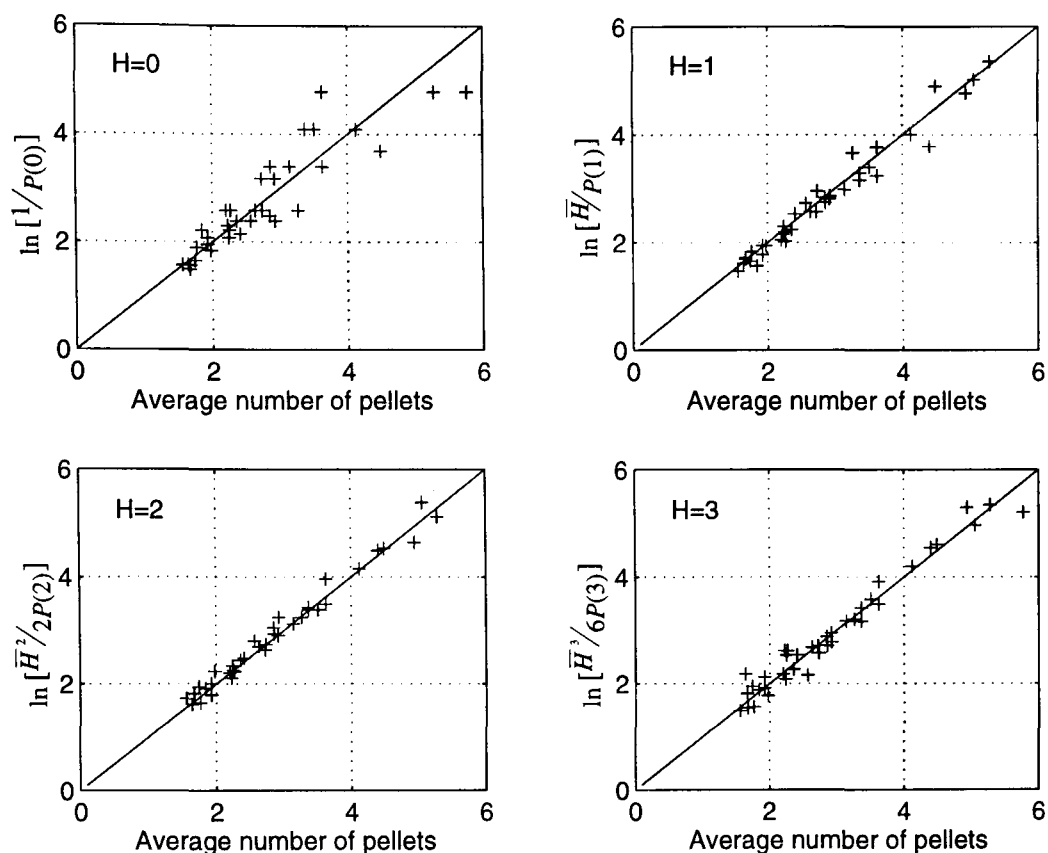 6
4
2
0
H=0
ln [1/P(0)]
0 2 4 6
Average number of pellets
6
4
2
0
H=1
ln [H̅/P(1)]
0 2 4 6
Average number of pellets
6
4
2
0
H=2
ln [H̅²/2P(2)]
0 2 4 6
Average number of pellets
6
4
2
0
H=3
ln [H̅³/6P(3)]
0 2 4 6
Average number of pellets